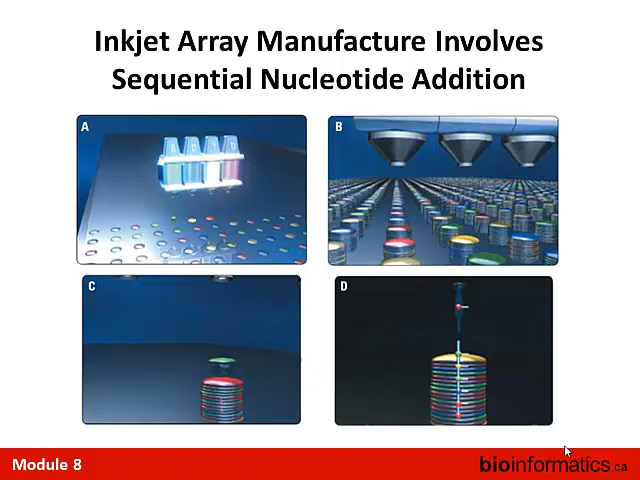 Inkjet Array Manufacture Involves
Sequential Nucleotide Addition
A
B
C
D
Module 8
bioinformatics.ca